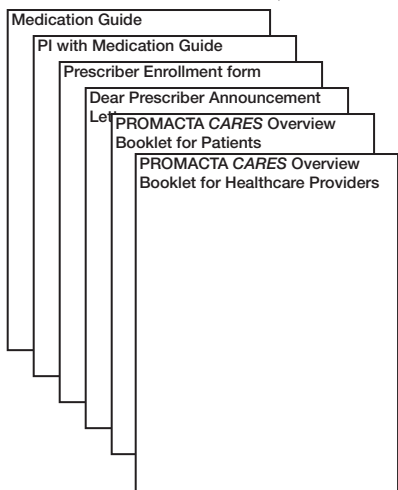 Medication Guide
PI with Medication Guide
Prescriber Enrollment form
Dear Prescriber Announcement
PROMACTA CARES Overview
Booklet for Patients
PROMACTA CARES Overview
Booklet for Healthcare Providers